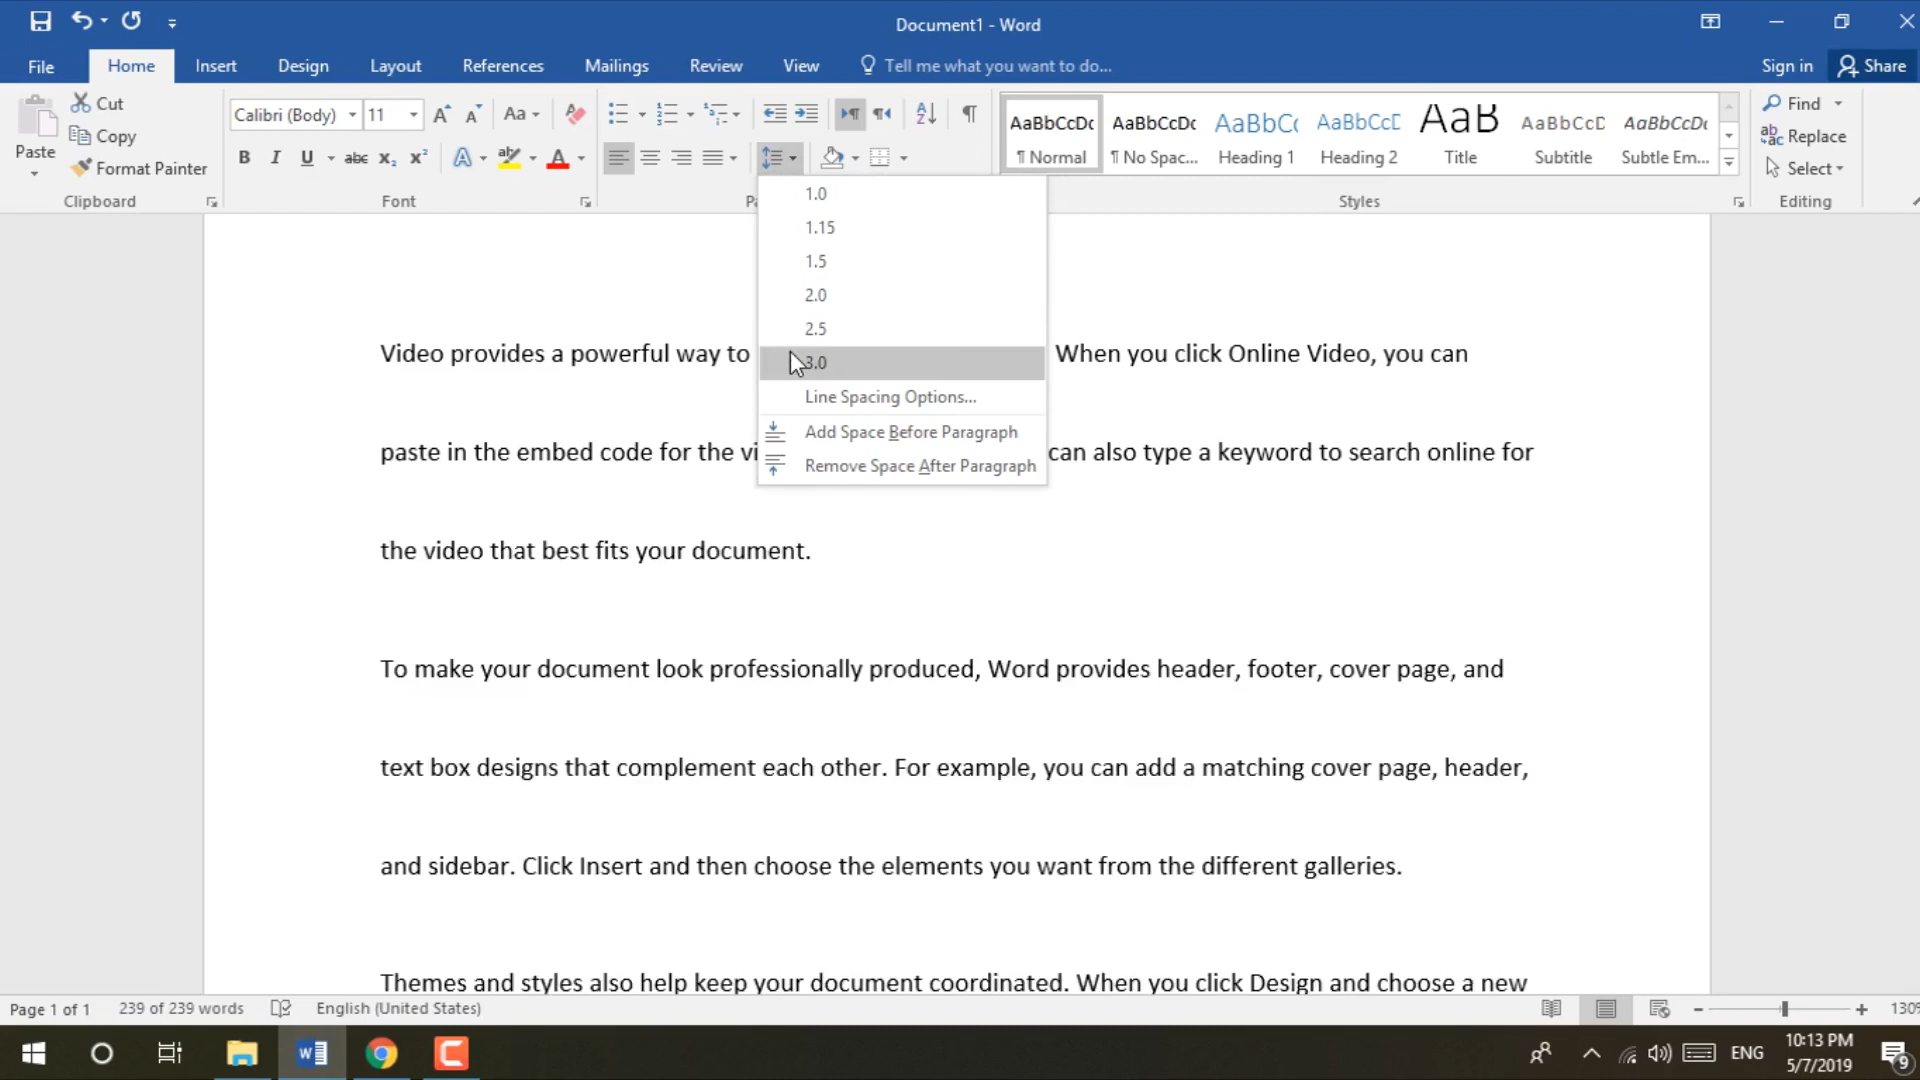 Document1 - Word
File Home Insert Design Layout References Mailings Review View Tell me what you want to do... Sign in Share
Paste
Cut
Copy
Format Painter
Clipboard
Calibri (Body) 11 Aa
B I U abc X₂ X² A ab A
Font
AaBbCcDc AaBbCcDc AaBbC AaBbCcD AaB AaBbCcD AaBbCcD
¶ Normal ¶ No Spac... Heading 1 Heading 2 Title Subtitle Subtle Em...
Styles
Find
Replace
Select
Editing
1.0
1.15
1.5
2.0
2.5
3.0
Line Spacing Options...
Add Space Before Paragraph
Remove Space After Paragraph
Video provides a powerful way to When you click Online Video, you can
paste in the embed code for the vi can also type a keyword to search online for
the video that best fits your document.
To make your document look professionally produced, Word provides header, footer, cover page, and
text box designs that complement each other. For example, you can add a matching cover page, header,
and sidebar. Click Insert and then choose the elements you want from the different galleries.
Themes and styles also help keep your document coordinated. When you click Design and choose a new
Page 1 of 1 239 of 239 words English (United States) 130%
ENG 10:13 PM
5/7/2019
9